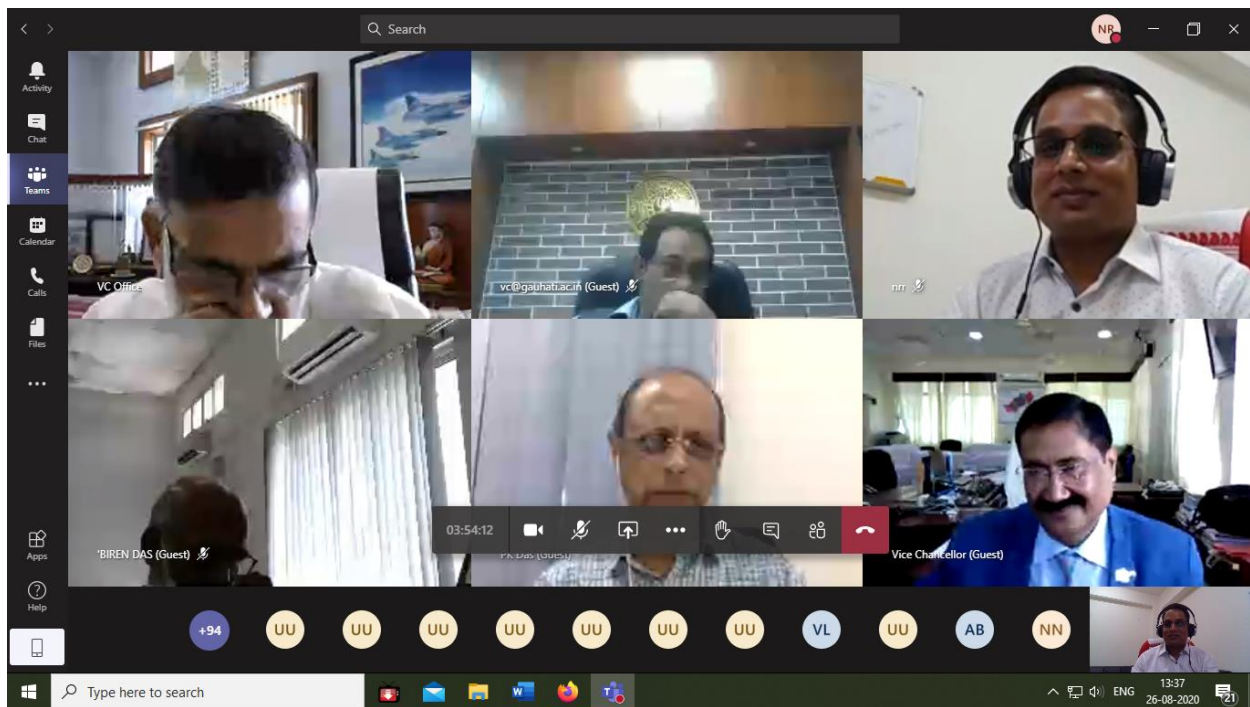 Search
NR
Activity
Chat
Teams
Calendar
Calls
Files
Apps
Help
VC Office
vc@gauhati.ac.in (Guest)
nrr
'BIREN DAS (Guest)
PK Das (Guest)
Vice Chancellor (Guest)
03:54:12
+94
UU
UU
UU
UU
UU
UU
UU
VL
UU
AB
NN
Type here to search
ENG
13:37
26-08-2020
21